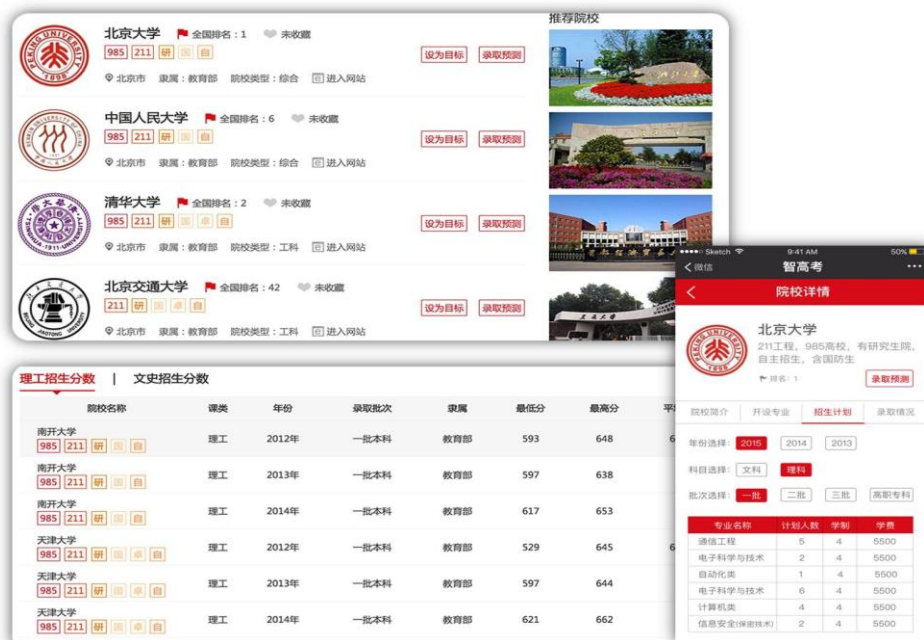 推荐院校
北京大学 全国排名：1 未收藏
985 211 研 国 自
设为目标 录取预测
北京市 隶属：教育部 院校类型：综合 进入网站
中国人民大学 全国排名：6 未收藏
985 211 研 国 自
设为目标 录取预测
北京市 隶属：教育部 院校类型：综合 进入网站
清华大学 全国排名：2 未收藏
985 211 研 国 卓 自
设为目标 录取预测
北京市 隶属：教育部 院校类型：工科 进入网站
北京交通大学 全国排名：42 未收藏
211 研 国 卓 自
设为目标 录取预测
北京市 隶属：教育部 院校类型：工科 进入网站
理工招生分数 | 文史招生分数
院校名称 课类 年份 录取批次 隶属 最低分 最高分
南开大学
985 211 研 国 自
理工 2012年 一批本科 教育部 593 648
南开大学
985 211 研 国 自
理工 2013年 一批本科 教育部 597 638
南开大学
985 211 研 国 自
理工 2014年 一批本科 教育部 617 653
天津大学
985 211 研 国 卓 自
理工 2012年 一批本科 教育部 529 645
天津大学
985 211 研 国 卓 自
理工 2013年 一批本科 教育部 597 644
天津大学
985 211 研 国 卓 自
理工 2014年 一批本科 教育部 621 662
Sketch 9:41 AM 50%
微信 智高考
院校详情
北京大学
211工程，985高校，有研究生院，
自主招生，含国防生
排名：1 录取预测
院校简介 开设专业 招生计划 录取情况
年份选择： 2015 2014 2013
科目选择： 文科 理科
批次选择： 一批 二批 三批 高职专科
专业名称 计划人数 学制 学费
通信工程 5 4 5500
电子科学与技术 2 4 5500
自动化类 1 4 5500
电子科学与技术 6 4 5500
计算机类 4 4 5500
信息安全(保密技术) 2 4 5500